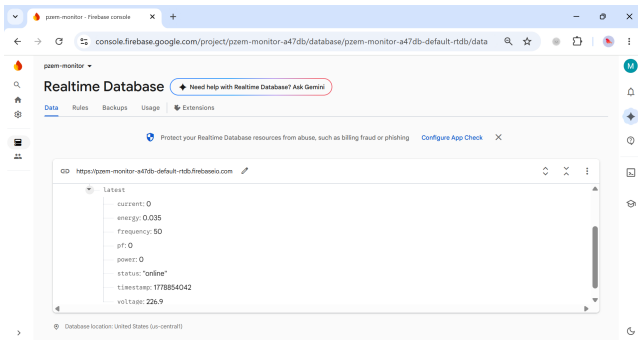 pzem-monitor - Firebase console
console.firebase.google.com/project/pzem-monitor-a47db/database/pzem-monitor-a47db-default-rtdb/data
pzem-monitor
M
Realtime Database
Need help with Realtime Database? Ask Gemini
Data Rules Backups Usage Extensions
Protect your Realtime Database resources from abuse, such as billing fraud or phishing Configure App Check
https://pzem-monitor-a47db-default-rtdb.firebaseio.com
latest
current: 0
energy: 0.035
frequency: 50
pf: 0
power: 0
status: "online"
timestamp: 1778854042
voltage: 226.9
Database location: United States (us-central1)